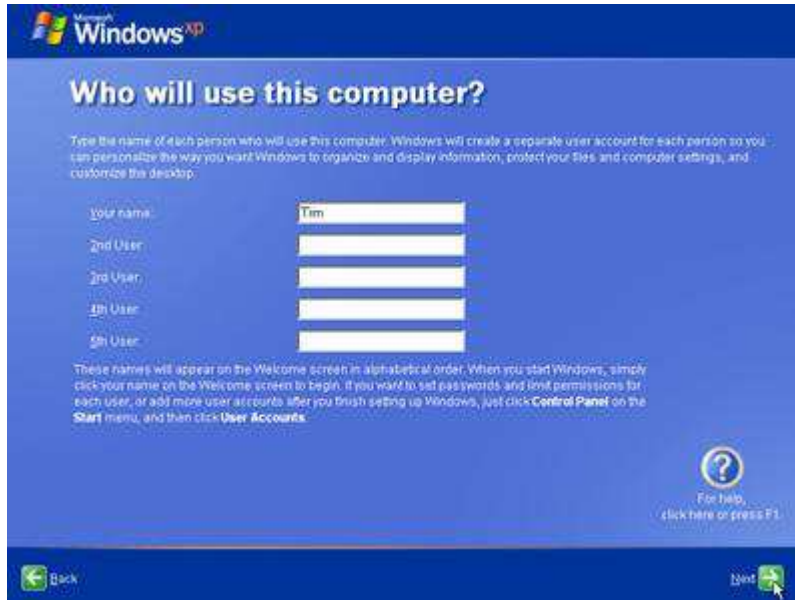 Microsoft
Windows xp
Who will use this computer?
Type the name of each person who will use this computer. Windows will create a separate user account for each person so you
can personalize the way you want Windows to organize and display information, protect your files and computer settings, and
customize the desktop.
Your name:
Tim
2nd User:
3rd User:
4th User:
5th User:
These names will appear on the Welcome screen in alphabetical order. When you start Windows, simply
click your name on the Welcome screen to begin. If you want to set passwords and limit permissions for
each user, or add more user accounts after you finish setting up Windows, just click Control Panel on the
Start menu, and then click User Accounts.
For help,
click here or press F1.
Back
Next